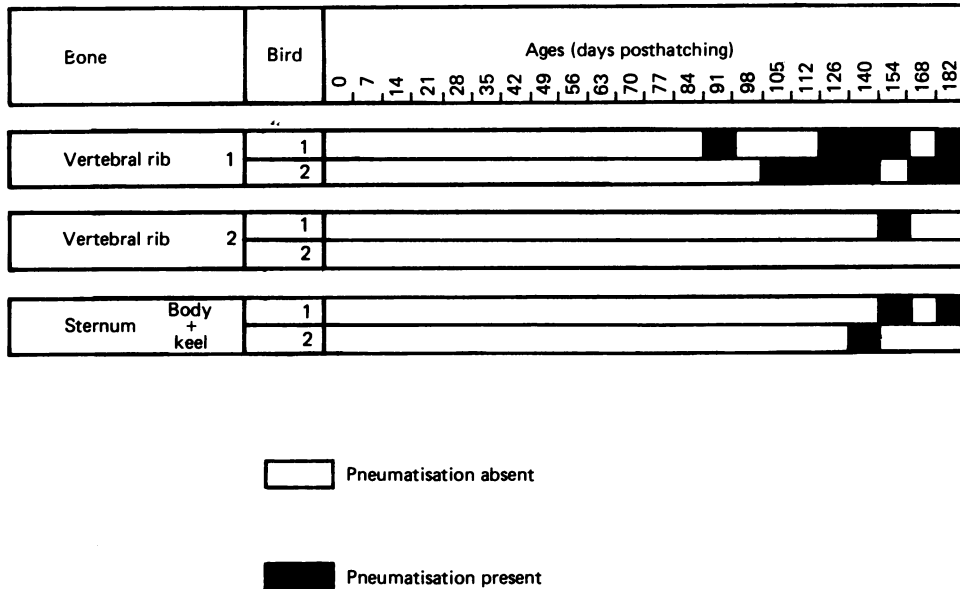 Bone Bird Ages (days posthatching)
0 7 14 21 28 35 42 49 56 63 70 77 84 91 98 105 112 126 140 154 168 182
Vertebral rib 1 1
2
Vertebral rib 2 1
2
Sternum Body + keel 1
2
Pneumatisation absent
Pneumatisation present